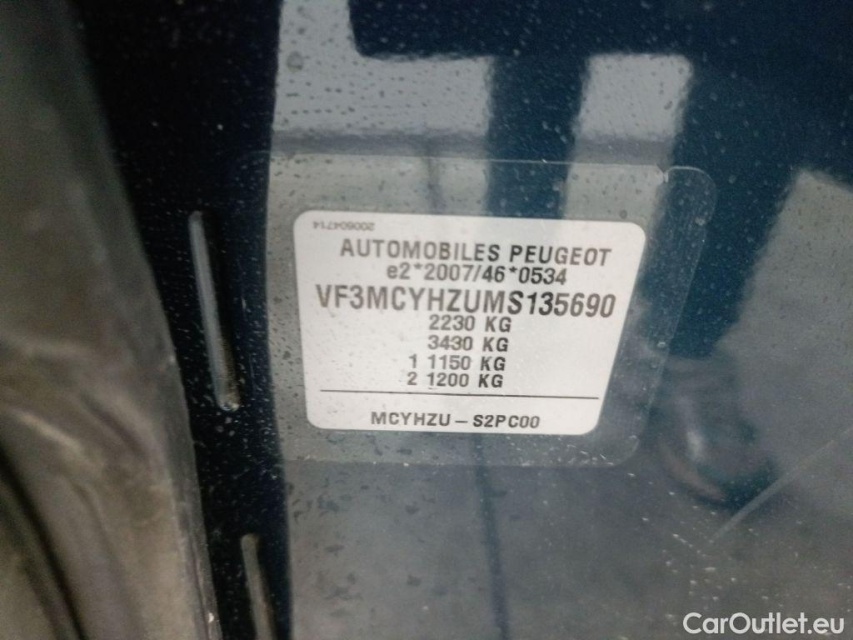 200604714
AUTOMOBILES PEUGEOT
e2*2007/46*0534
VF3MCYHZUMS135690
2230 KG
3430 KG
1 1150 KG
2 1200 KG
MCYHZU - S2PC00
CarOutlet.eu